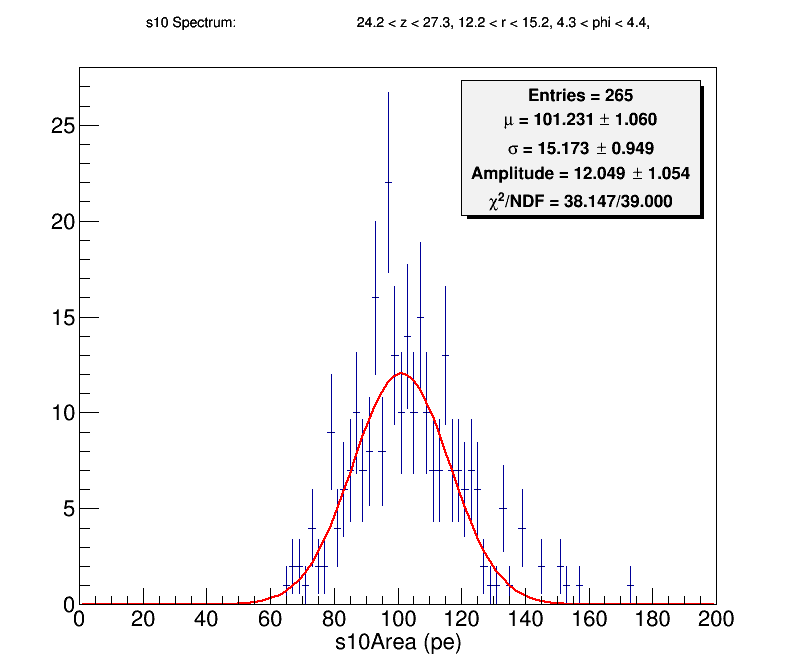 s10 Spectrum: 24.2 < z < 27.3, 12.2 < r < 15.2, 4.3 < phi < 4.4,
Entries = 265
μ = 101.231 ± 1.060
σ = 15.173 ± 0.949
Amplitude = 12.049 ± 1.054
χ²/NDF = 38.147/39.000
25
20
15
10
5
0
0 20 40 60 80 100 120 140 160 180 200
s10Area (pe)